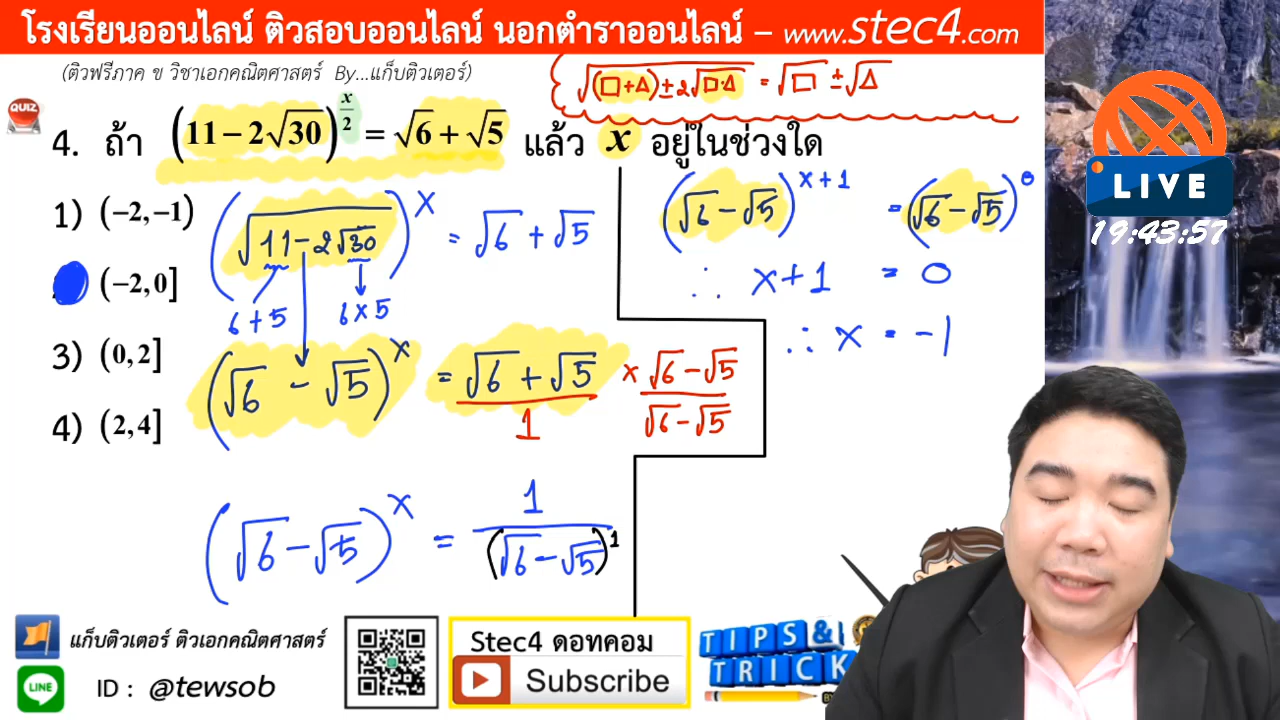 โรงเรียนออนไลน์ ติวสอบออนไลน์ นอกตำราออนไลน์ – www.stec4.com
(ติวฟรีภาค ข วิชาเอกคณิตศาสตร์ By...แก็บติวเตอร์)
√(□+Δ)±2√□·Δ = √□ ± √Δ
QUIZ
4. ถ้า (11 − 2√30)^(x/2) = √6 + √5 แล้ว x อยู่ในช่วงใด
1) (−2, −1)
(−2, 0]
3) (0, 2]
4) (2, 4]
(√11−2√30)^x = √6 + √5
6+5 6×5
(√6 − √5)^x = √6 + √5 / 1 × √6 − √5 / √6 − √5
(√6 − √5)^x = 1 / (√6 − √5)^1
(√6 − √5)^(x+1) = (√6 − √5)^0
∴ x+1 = 0
∴ x = −1
LIVE
19:43:57
แก็บติวเตอร์ ติวเอกคณิตศาสตร์
LINE
ID : @tewsob
Stec4 ดอทคอม
Subscribe
TIPS &
TRICK